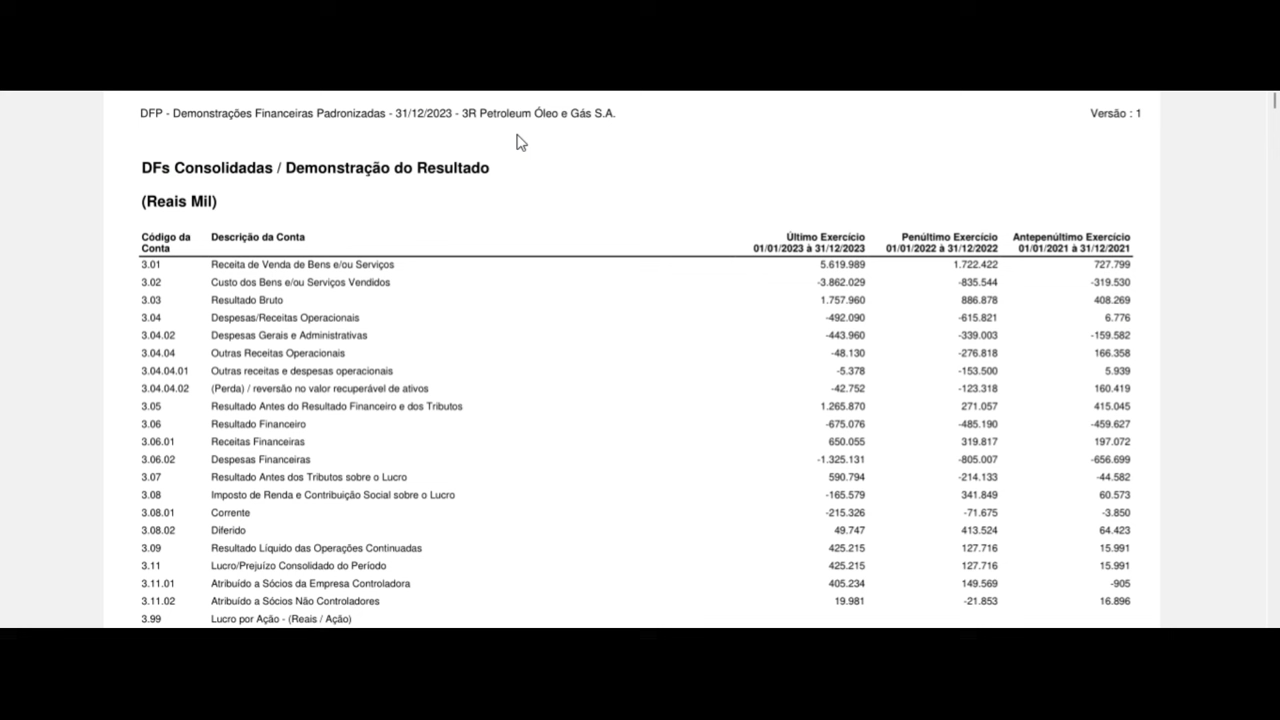 DFP - Demonstrações Financeiras Padronizadas - 31/12/2023 - 3R Petroleum Óleo e Gás S.A. Versão : 1
DFs Consolidadas / Demonstração do Resultado
(Reais Mil)
Código da Conta Descrição da Conta Último Exercício 01/01/2023 à 31/12/2023 Penúltimo Exercício 01/01/2022 à 31/12/2022 Antepenúltimo Exercício 01/01/2021 à 31/12/2021
3.01 Receita de Venda de Bens e/ou Serviços 5.619.989 1.722.422 727.799
3.02 Custo dos Bens e/ou Serviços Vendidos -3.862.029 -835.544 -319.530
3.03 Resultado Bruto 1.757.960 886.878 408.269
3.04 Despesas/Receitas Operacionais -492.090 -615.821 6.776
3.04.02 Despesas Gerais e Administrativas -443.960 -339.003 -159.582
3.04.04 Outras Receitas Operacionais -48.130 -276.818 166.358
3.04.04.01 Outras receitas e despesas operacionais -5.378 -153.500 5.939
3.04.04.02 (Perda) / reversão no valor recuperável de ativos -42.752 -123.318 160.419
3.05 Resultado Antes do Resultado Financeiro e dos Tributos 1.265.870 271.057 415.045
3.06 Resultado Financeiro -675.076 -485.190 -459.627
3.06.01 Receitas Financeiras 650.055 319.817 197.072
3.06.02 Despesas Financeiras -1.325.131 -805.007 -656.699
3.07 Resultado Antes dos Tributos sobre o Lucro 590.794 -214.133 -44.582
3.08 Imposto de Renda e Contribuição Social sobre o Lucro -165.579 341.849 60.573
3.08.01 Corrente -215.326 -71.675 -3.850
3.08.02 Diferido 49.747 413.524 64.423
3.09 Resultado Líquido das Operações Continuadas 425.215 127.716 15.991
3.11 Lucro/Prejuízo Consolidado do Período 425.215 127.716 15.991
3.11.01 Atribuído a Sócios da Empresa Controladora 405.234 149.569 -905
3.11.02 Atribuído a Sócios Não Controladores 19.981 -21.853 16.896
3.99 Lucro por Ação - (Reais / Ação)